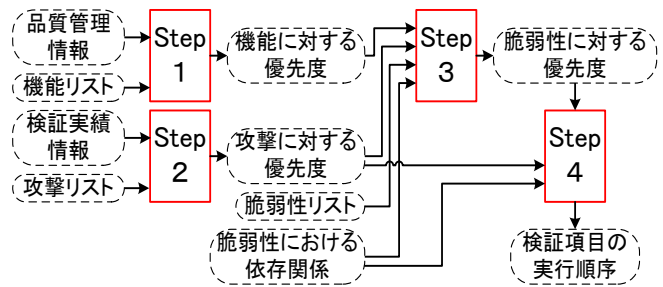 品質管理
情報
機能リスト
Step
1
機能に対する
優先度
Step
3
脆弱性に対する
優先度
検証実績
情報
攻撃リスト
Step
2
攻撃に対する
優先度
脆弱性リスト
脆弱性における
依存関係
Step
4
検証項目の
実行順序